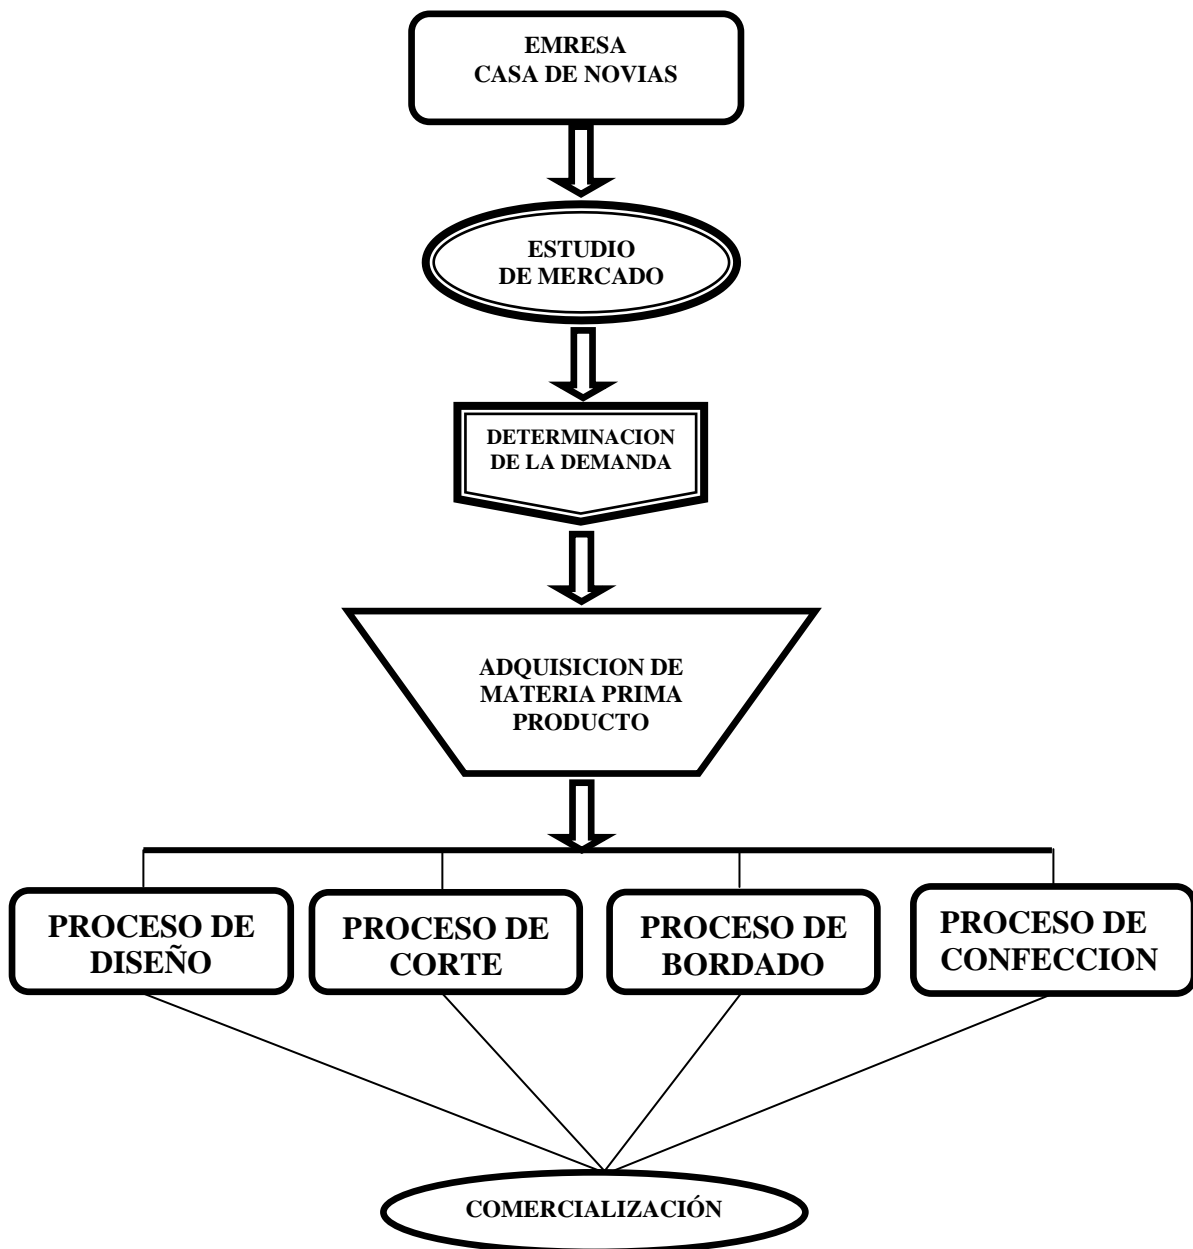 EMRESA
CASA DE NOVIAS
ESTUDIO
DE MERCADO
DETERMINACION
DE LA DEMANDA
ADQUISICION DE
MATERIA PRIMA
PRODUCTO
PROCESO DE
DISEÑO
PROCESO DE
CORTE
PROCESO DE
BORDADO
PROCESO DE
CONFECCION
COMERCIALIZACIÓN